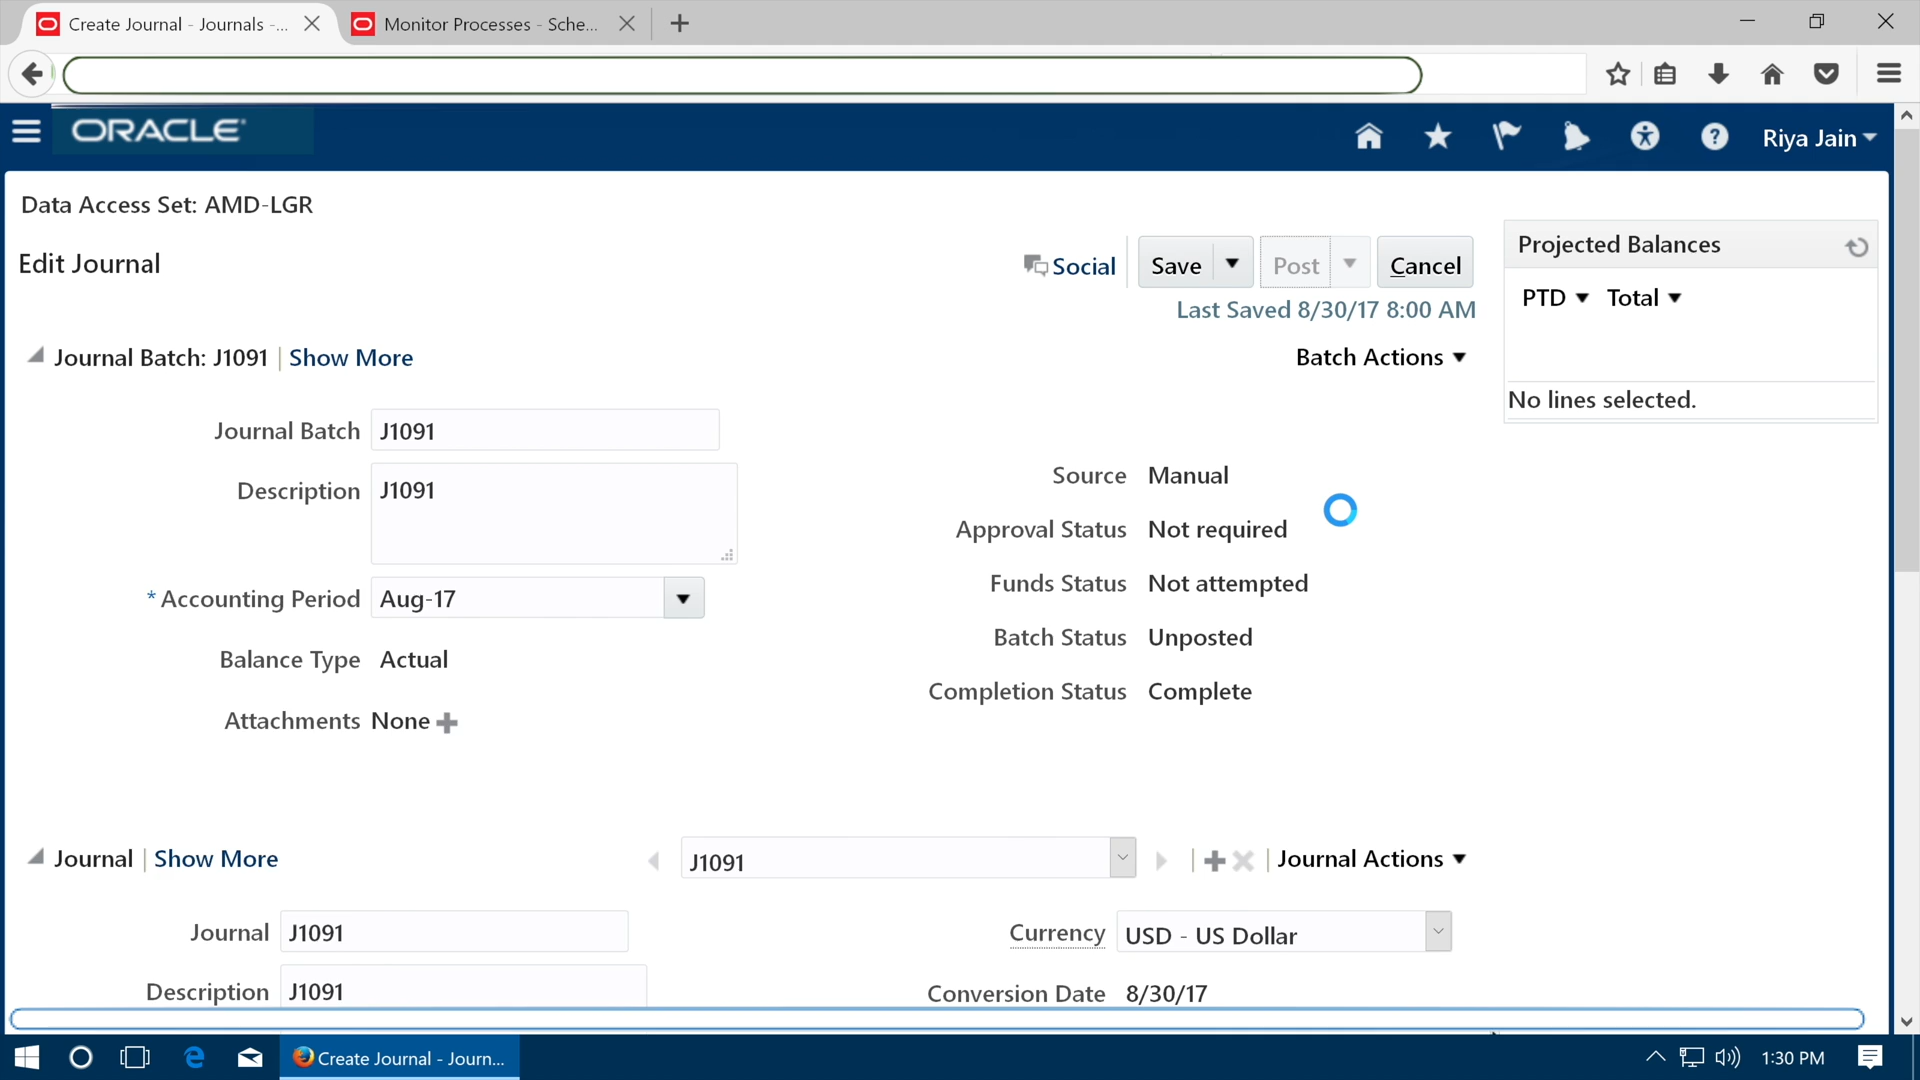 Create Journal - Journals -...
Monitor Processes - Sche...
ORACLE
Riya Jain
Data Access Set: AMD-LGR
Edit Journal
Social
Save
Post
Cancel
Last Saved 8/30/17 8:00 AM
Projected Balances
PTD
Total
No lines selected.
Journal Batch: J1091
Show More
Batch Actions
Journal Batch J1091
Description J1091
* Accounting Period Aug-17
Balance Type Actual
Attachments None
Source Manual
Approval Status Not required
Funds Status Not attempted
Batch Status Unposted
Completion Status Complete
Journal
Show More
J1091
Journal Actions
Journal J1091
Currency USD - US Dollar
Description J1091
Conversion Date 8/30/17
Create Journal - Journ...
1:30 PM